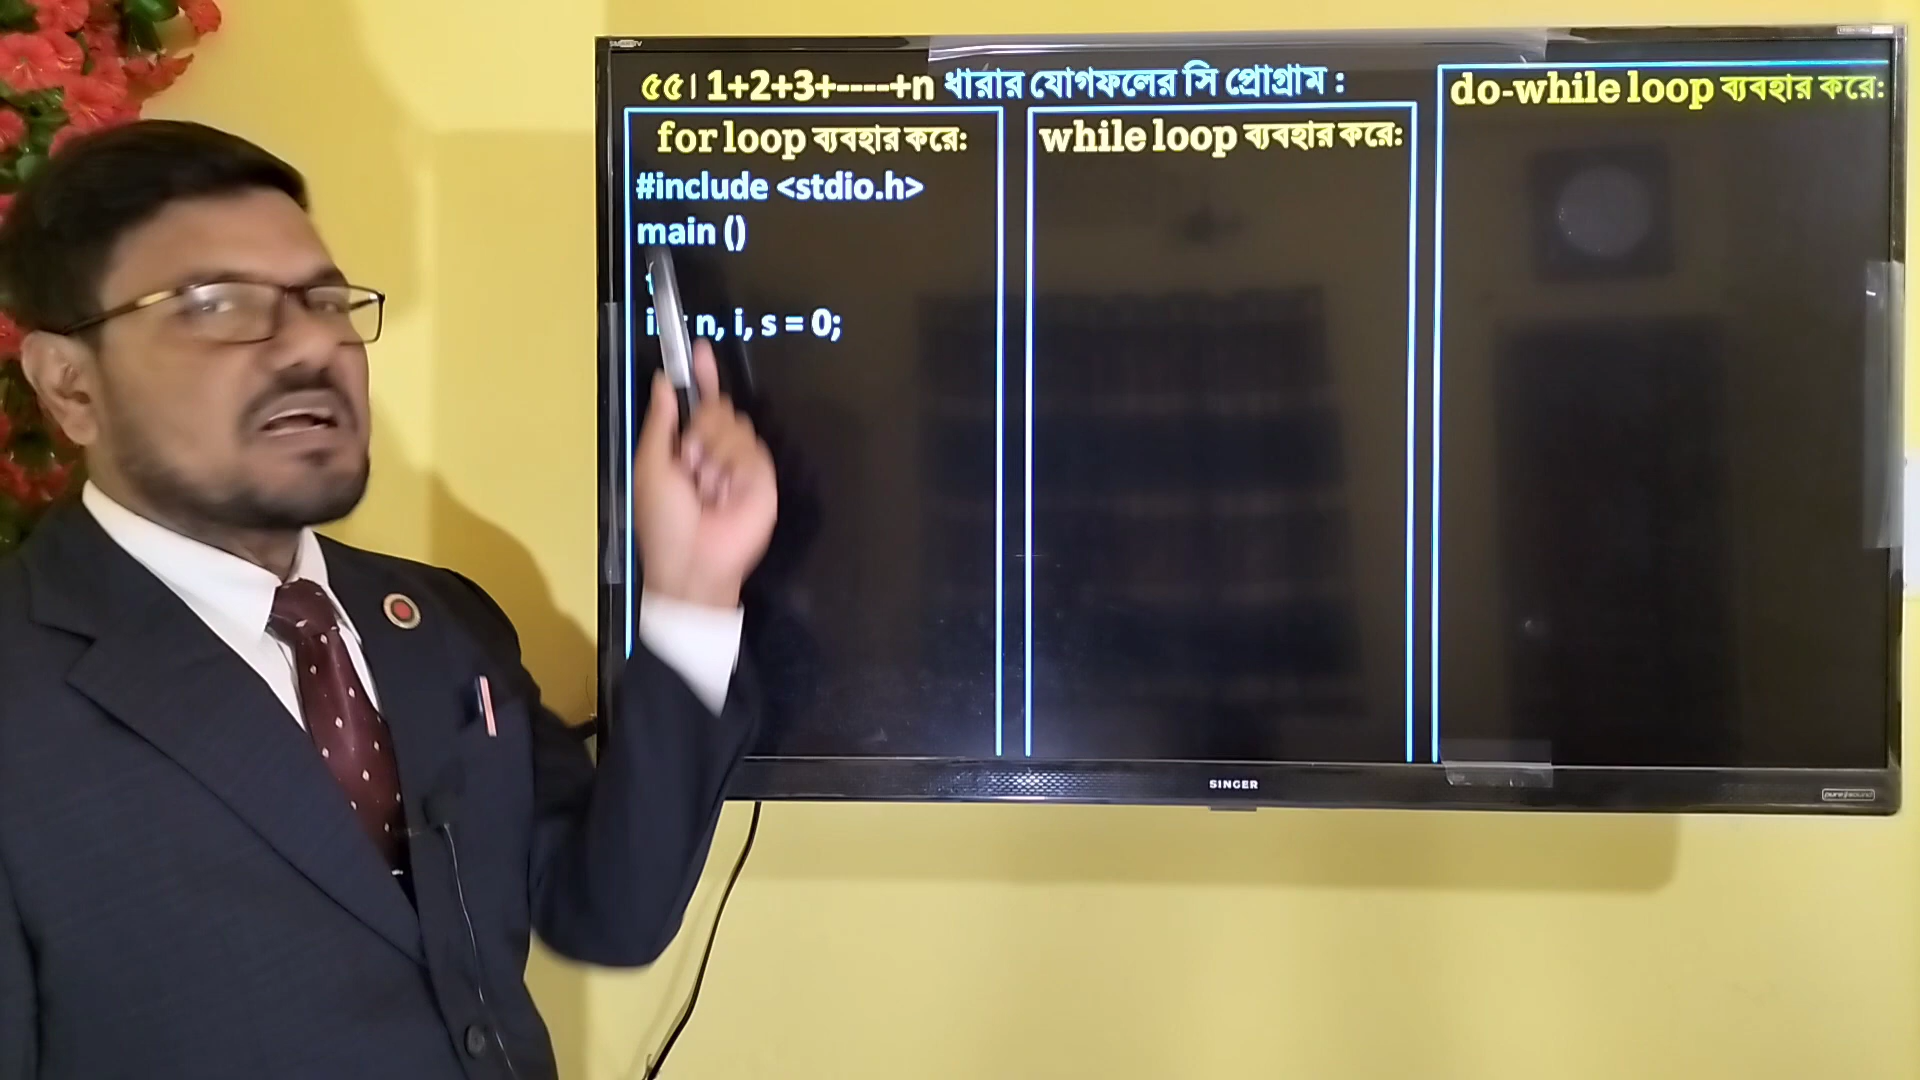 ৫৫। 1+2+3+----+n ধারার যোগফলের সি প্রোগ্রাম :
for loop ব্যবহার করে:
#include <stdio.h>
main ()
{
n, i, s = 0;
while loop ব্যবহার করে:
do-while loop ব্যবহার করে:
SINGER